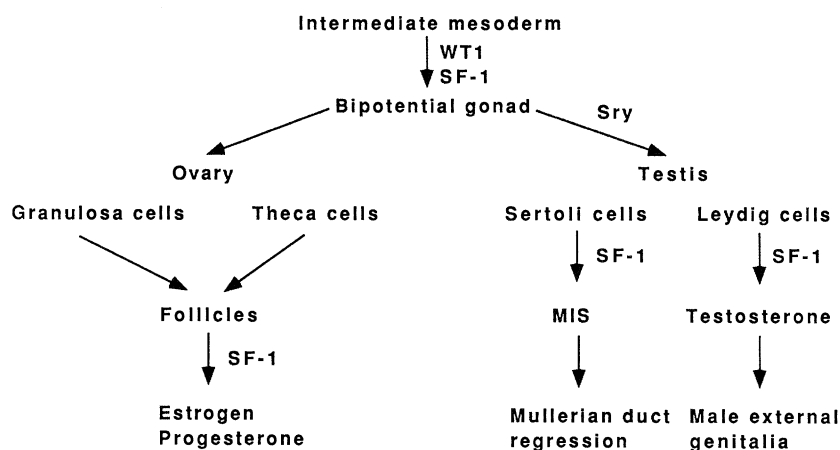 Intermediate mesoderm
WT1
SF-1
Bipotential gonad
Sry
Ovary
Testis
Granulosa cells
Theca cells
Sertoli cells
Leydig cells
SF-1
SF-1
Follicles
MIS
Testosterone
SF-1
Estrogen
Progesterone
Mullerian duct
regression
Male external
genitalia